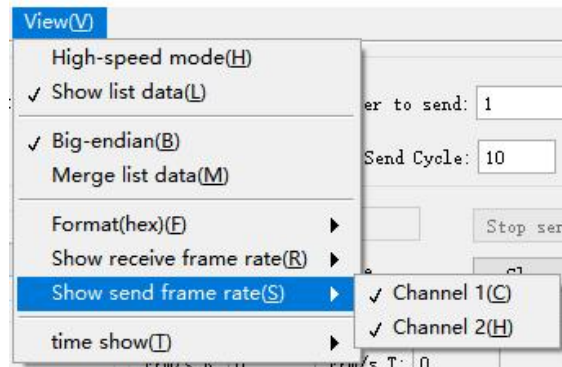 View(V)
High-speed mode(H)
✓ Show list data(L)
er to send: 1
✓ Big-endian(B)
Send Cycle: 10
Merge list data(M)
Format(hex)(F)
Stop ser
Show receive frame rate(R)
Show send frame rate(S)
✓ Channel 1(C)
✓ Channel 2(H)
time show(T)
T: 0